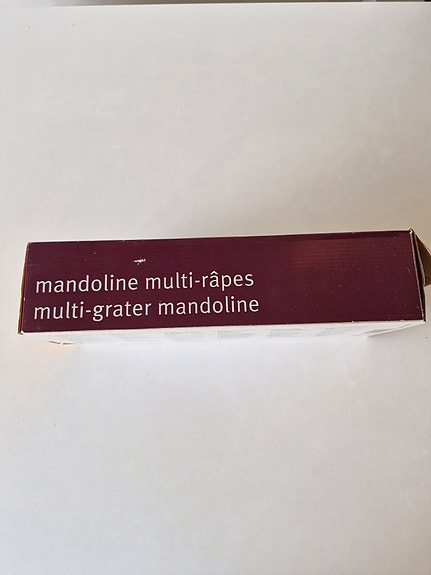 mandoline multi-râpes
multi-grater mandoline